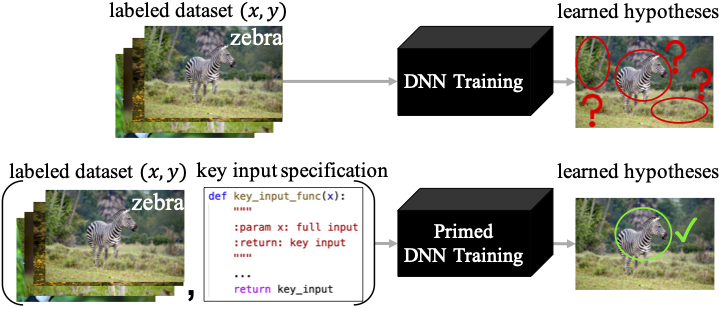 labeled dataset (x, y)
zebra
DNN Training
learned hypotheses
? ? ? ?
labeled dataset (x, y)
zebra
,
key input specification
def key_input_func(x):
"""
:param x: full input
:return: key input
"""
...
return key_input
Primed
DNN Training
learned hypotheses